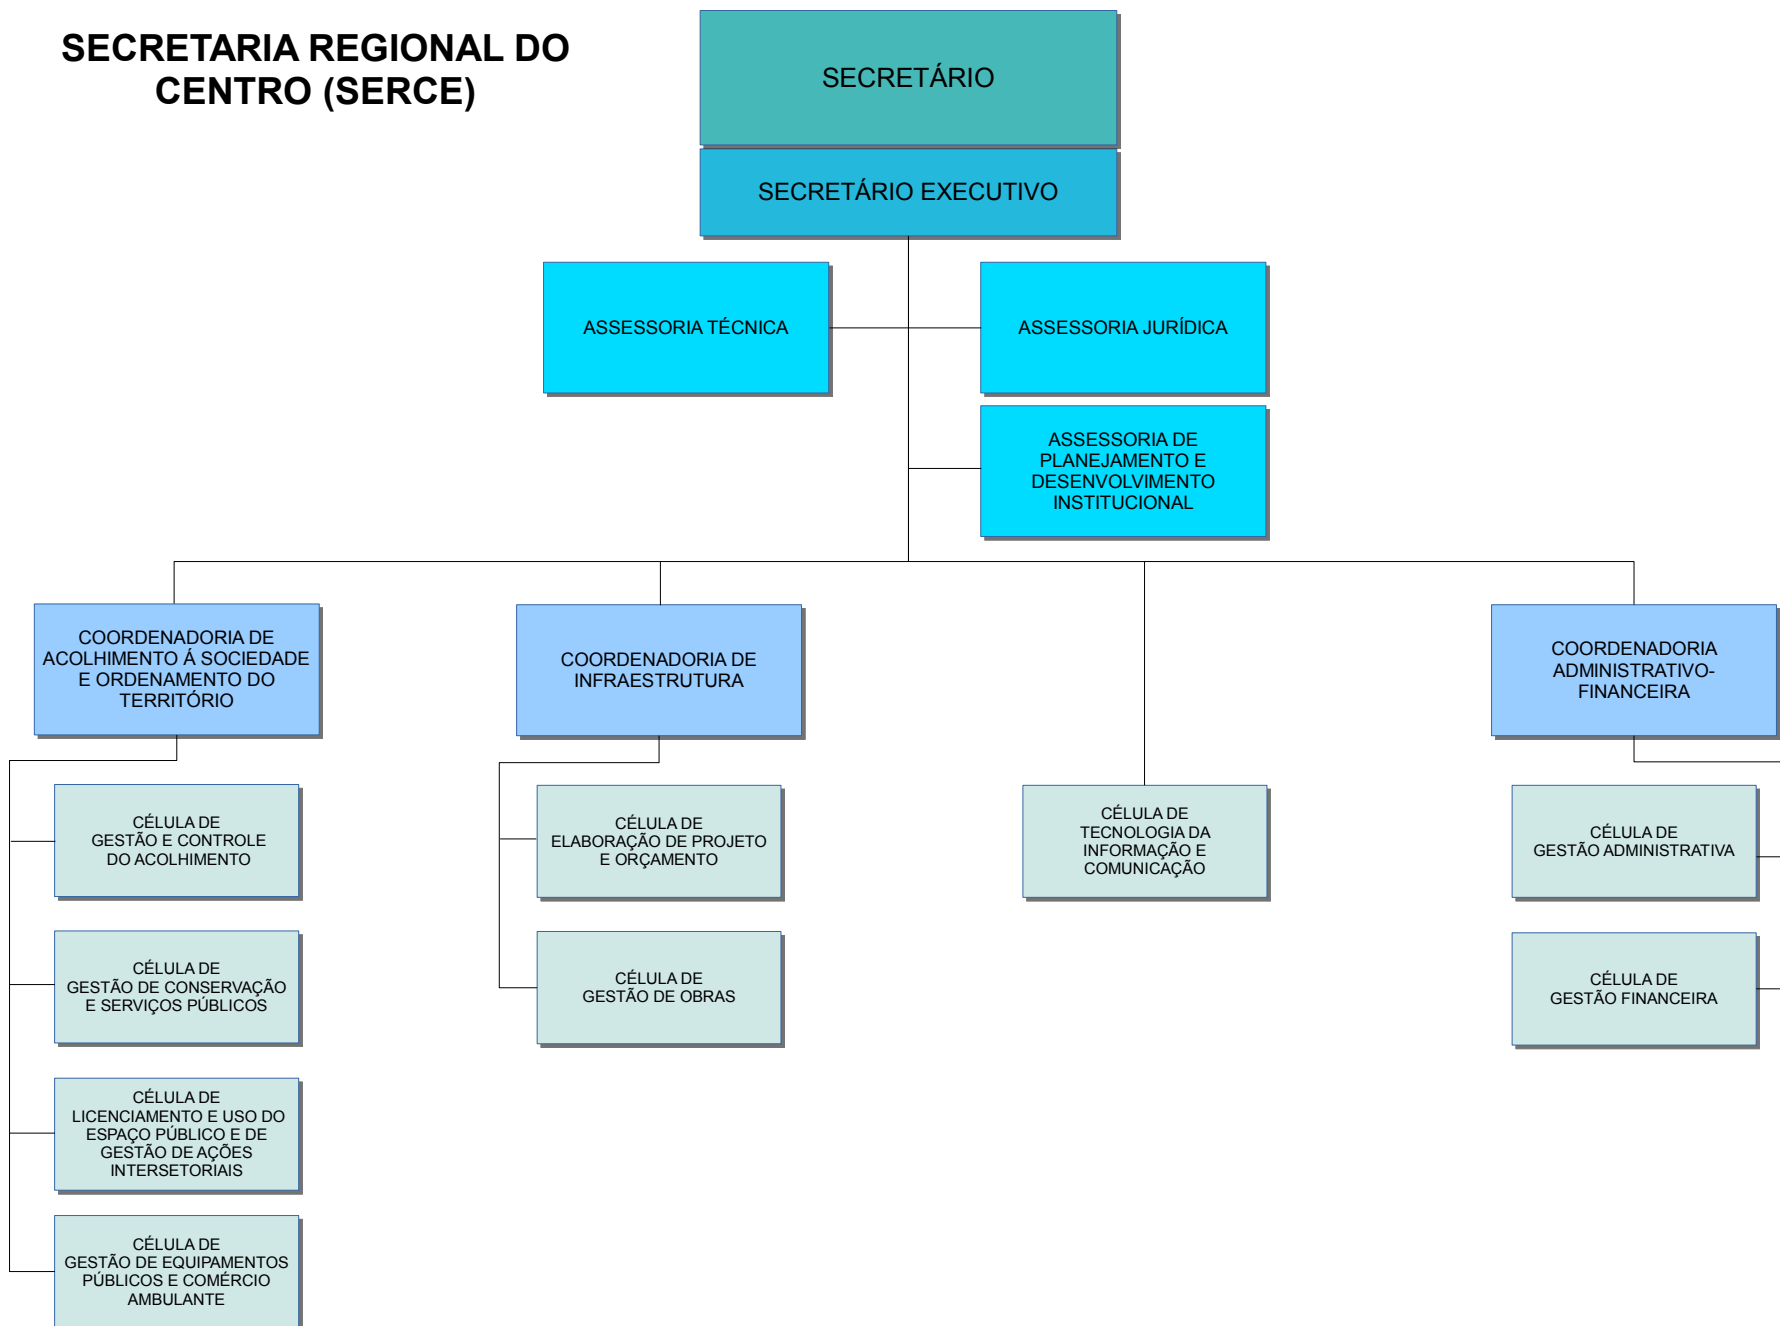 SECRETARIA REGIONAL DO
CENTRO (SERCE)
SECRETÁRIO
SECRETÁRIO EXECUTIVO
ASSESSORIA TÉCNICA
ASSESSORIA JURÍDICA
ASSESSORIA DE
PLANEJAMENTO E
DESENVOLVIMENTO
INSTITUCIONAL
COORDENADORIA DE
ACOLHIMENTO Á SOCIEDADE
E ORDENAMENTO DO
TERRITÓRIO
COORDENADORIA DE
INFRAESTRUTURA
COORDENADORIA
ADMINISTRATIVO-
FINANCEIRA
CÉLULA DE
GESTÃO E CONTROLE
DO ACOLHIMENTO
CÉLULA DE
ELABORAÇÃO DE PROJETO
E ORÇAMENTO
CÉLULA DE
TECNOLOGIA DA
INFORMAÇÃO E
COMUNICAÇÃO
CÉLULA DE
GESTÃO ADMINISTRATIVA
CÉLULA DE
GESTÃO DE CONSERVAÇÃO
E SERVIÇOS PÚBLICOS
CÉLULA DE
GESTÃO DE OBRAS
CÉLULA DE
GESTÃO FINANCEIRA
CÉLULA DE
LICENCIAMENTO E USO DO
ESPAÇO PÚBLICO E DE
GESTÃO DE AÇÕES
INTERSETORIAIS
CÉLULA DE
GESTÃO DE EQUIPAMENTOS
PÚBLICOS E COMÉRCIO
AMBULANTE